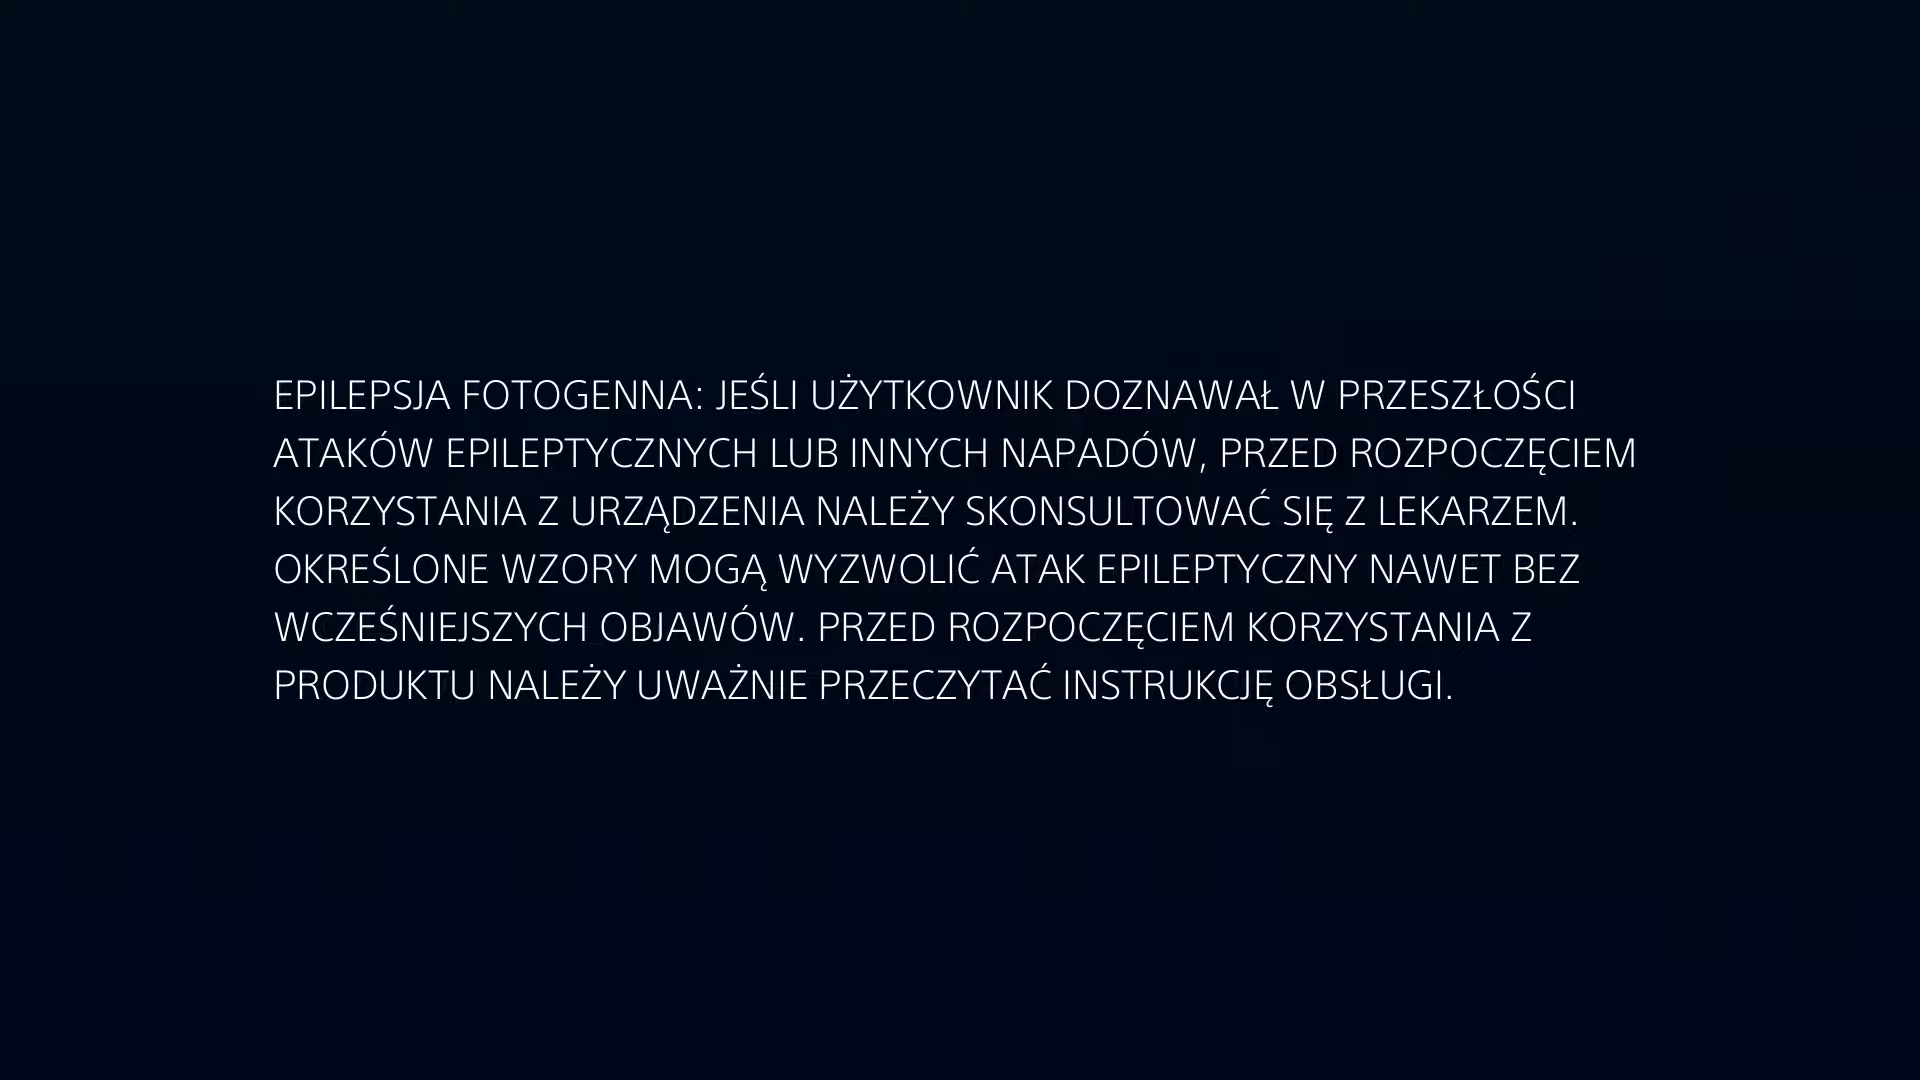 EPILEPSJA FOTOGENNA: JEŚLI UŻYTKOWNIK DOZNAWAŁ W PRZESZŁOŚCI
ATAKÓW EPILEPTYCZNYCH LUB INNYCH NAPADÓW, PRZED ROZPOCZĘCIEM
KORZYSTANIA Z URZĄDZENIA NALEŻY SKONSULTOWAĆ SIĘ Z LEKARZEM.
OKREŚLONE WZORY MOGĄ WYZWOLIĆ ATAK EPILEPTYCZNY NAWET BEZ
WCZEŚNIEJSZYCH OBJAWÓW. PRZED ROZPOCZĘCIEM KORZYSTANIA Z
PRODUKTU NALEŻY UWAŻNIE PRZECZYTAĆ INSTRUKCJĘ OBSŁUGI.